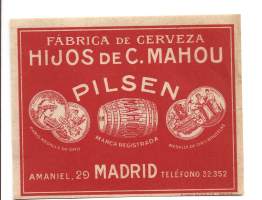 FÁBRICA DE CERVEZA
HIJOS DE C. MAHOU
PILSEN
MARCA REGISTRADA
AMANIEL, 29 MADRID TELÉFONO 32.352